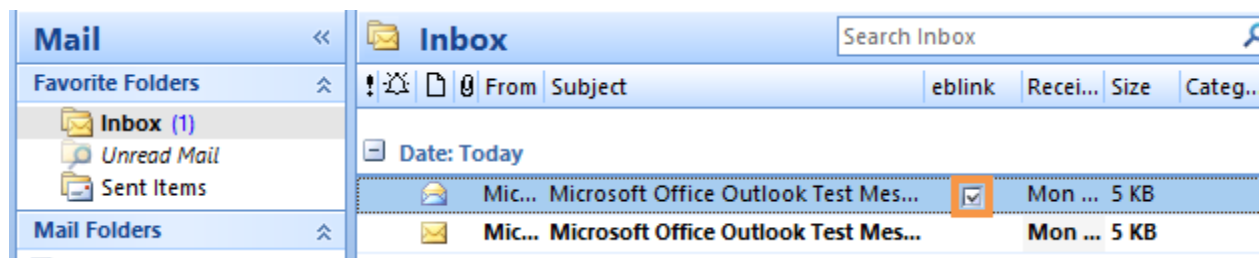 Mail «
Favorite Folders
Inbox (1)
Unread Mail
Sent Items
Mail Folders
Inbox Search Inbox
! From Subject eblink Recei... Size Categ...
Date: Today
Mic... Microsoft Office Outlook Test Mes... Mon ... 5 KB
Mic... Microsoft Office Outlook Test Mes... Mon ... 5 KB